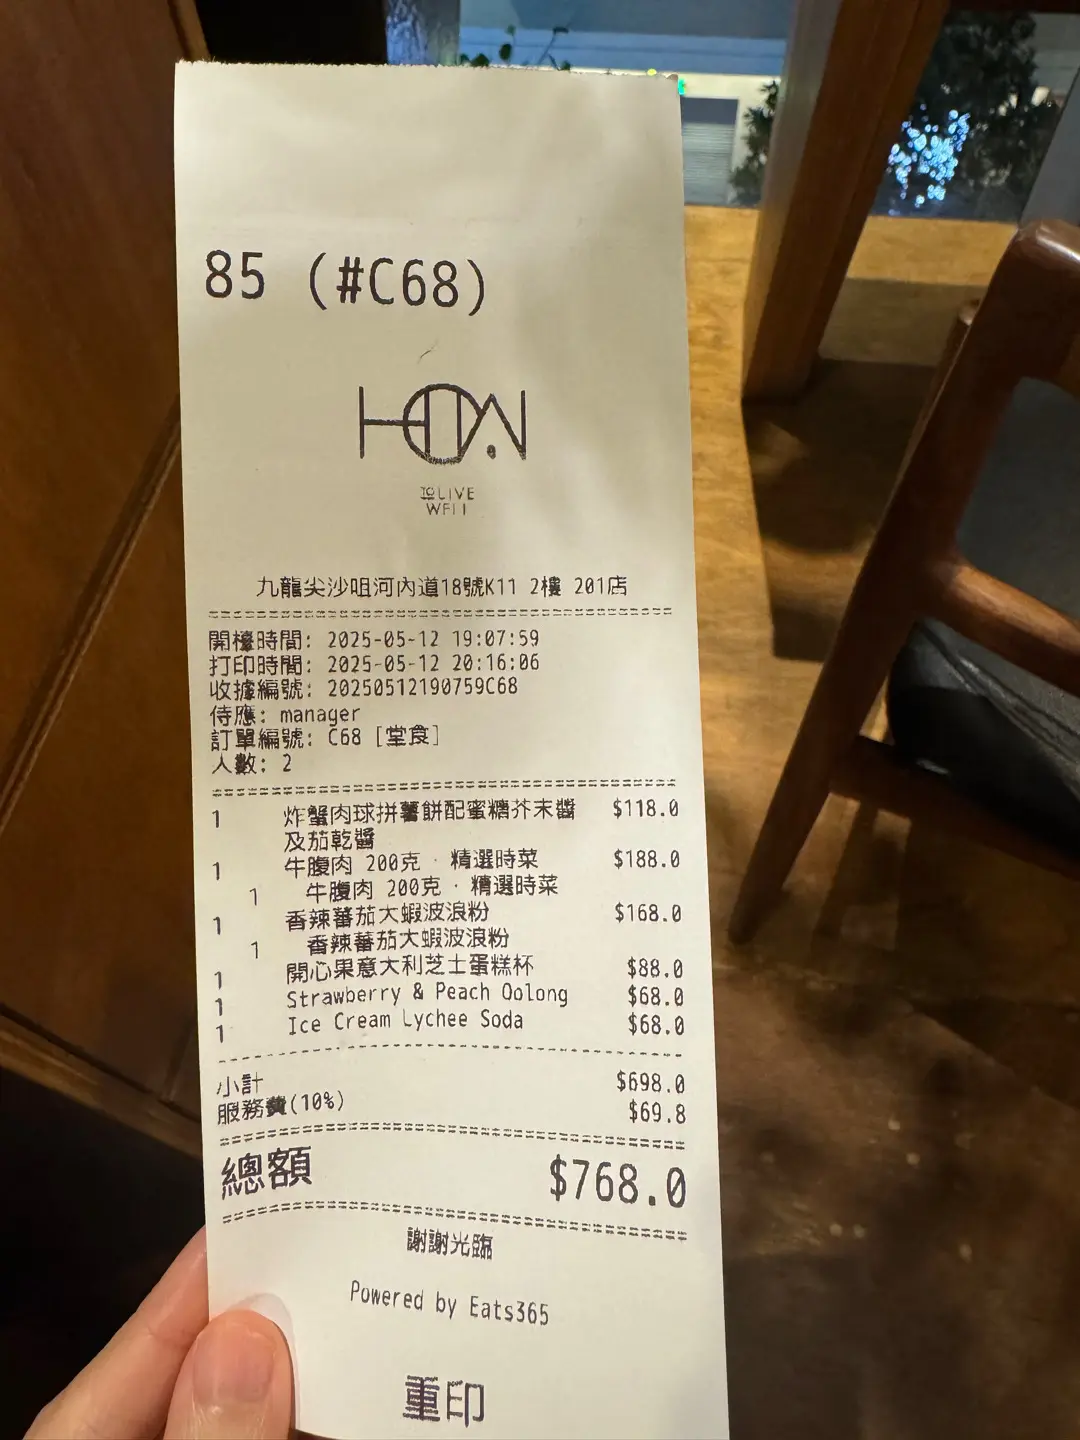 85 (#C68)
HOW
TO LIVE
WELL
九龍尖沙咀河內道18號K11 2樓 201店
開檯時間: 2025-05-12 19:07:59
打印時間: 2025-05-12 20:16:06
收據編號: 20250512190759C68
侍應: manager
訂單編號: C68 [堂食]
人數: 2
1 炸蟹肉球拼薯餅配蜜糖芥末醬 $118.0
及茄乾醬
1 牛腹肉 200克 · 精選時菜 $188.0
1 牛腹肉 200克 · 精選時菜
1 香辣蕃茄大蝦波浪粉 $168.0
1 香辣蕃茄大蝦波浪粉
1 開心果意大利芝士蛋糕杯 $88.0
1 Strawberry & Peach Oolong $68.0
1 Ice Cream Lychee Soda $68.0
小計 $698.0
服務費(10%) $69.8
總額 $768.0
謝謝光臨
Powered by Eats365
重印